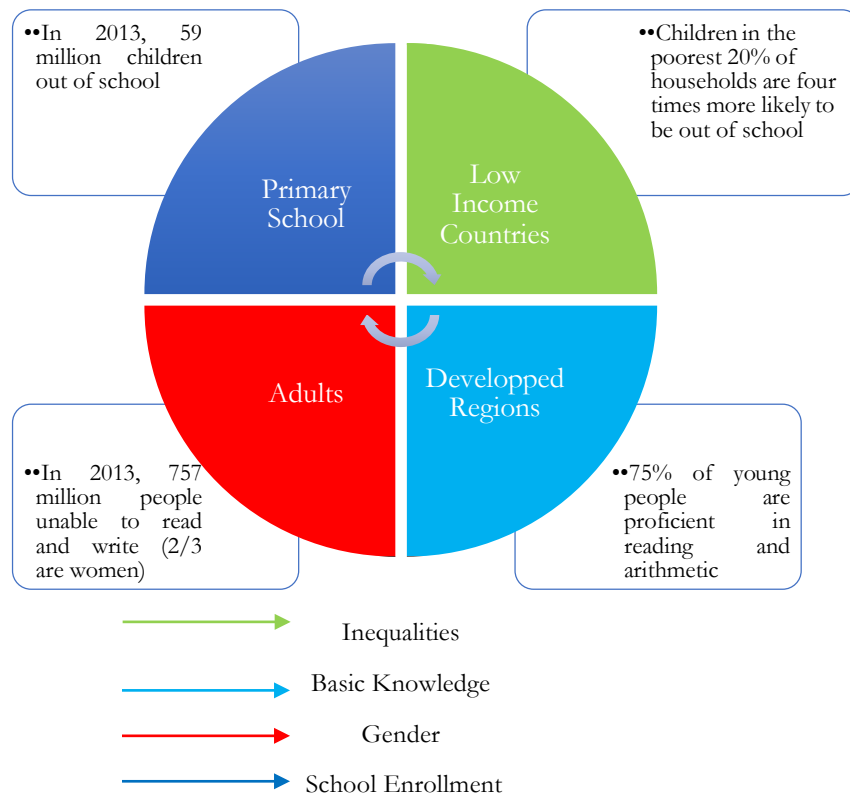 ••In 2013, 59
million children
out of school
••Children in the
poorest 20% of
households are four
times more likely to
be out of school
Primary
School
Low
Income
Countries
Adults
Developped
Regions
••In 2013, 757
million people
unable to read
and write (2/3
are women)
••75% of young
people are
proficient in
reading and
arithmetic
Inequalities
Basic Knowledge
Gender
School Enrollment